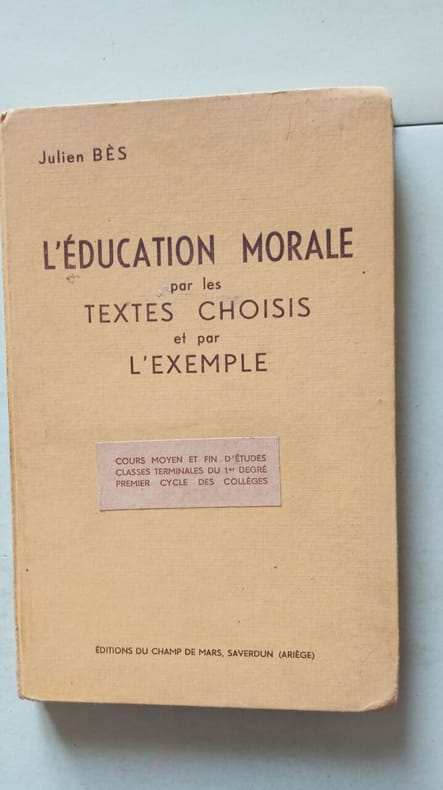 Julien BÈS
L'ÉDUCATION MORALE
par les
TEXTES CHOISIS
et par
L'EXEMPLE
COURS MOYEN ET FIN D'ÉTUDES
CLASSES TERMINALES DU 1er DEGRÉ
PREMIER CYCLE DES COLLÈGES
ÉDITIONS DU CHAMP DE MARS, SAVERDUN (ARIÈGE)